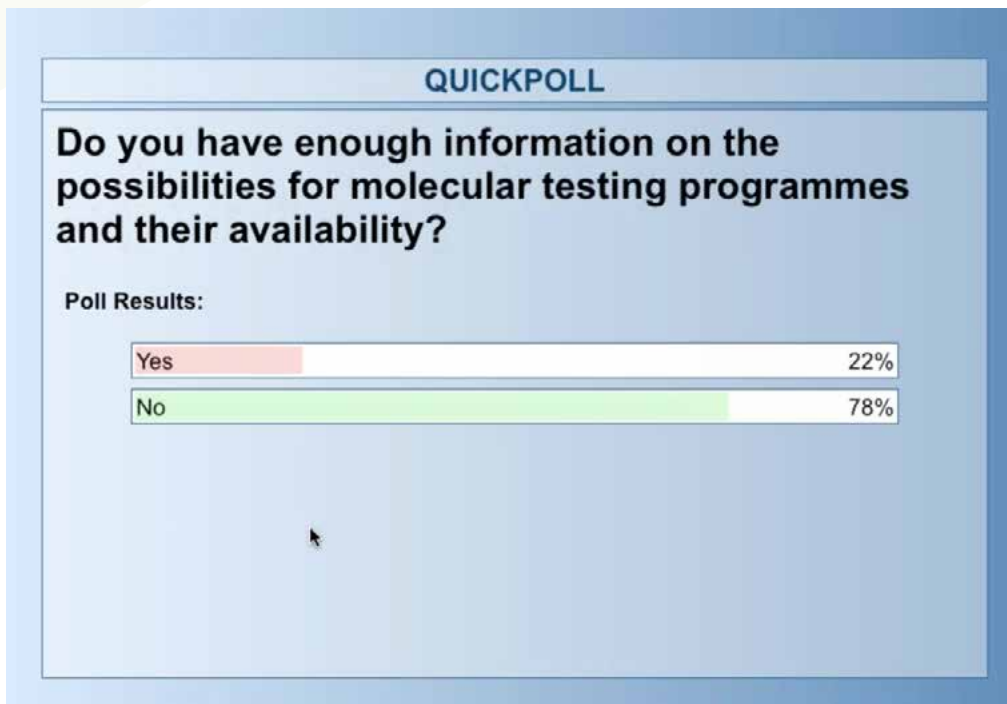 QUICKPOLL
Do you have enough information on the
possibilities for molecular testing programmes
and their availability?
Poll Results:
Yes 22%
No 78%